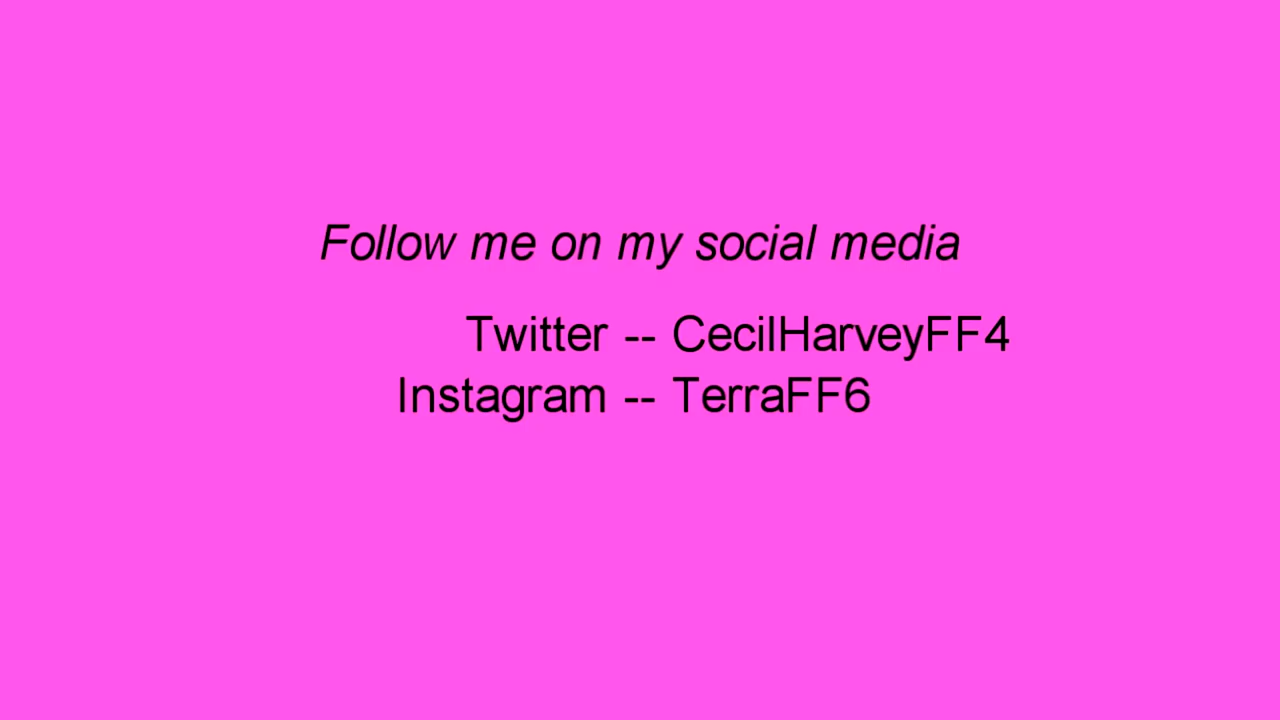 Follow me on my social media
Twitter -- CecilHarveyFF4
Instagram -- TerraFF6